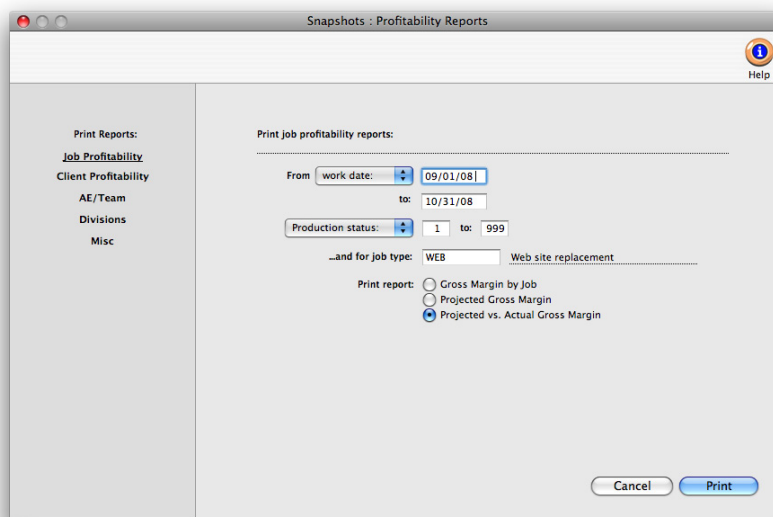 Snapshots : Profitability Reports
Help
Print Reports:
Job Profitability
Client Profitability
AE/Team
Divisions
Misc
Print job profitability reports:
From work date: 09/01/08
to: 10/31/08
Production status: 1 to: 999
...and for job type: WEB Web site replacement
Print report: Gross Margin by Job
Projected Gross Margin
Projected vs. Actual Gross Margin
Cancel Print